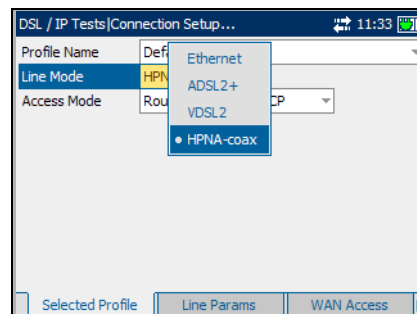 DSL / IP Tests|Connection Setup... 11:33
Profile Name
Line Mode
Access Mode
Ethernet
ADSL2+
VDSL2
HPNA-coax
Selected Profile Line Params WAN Access